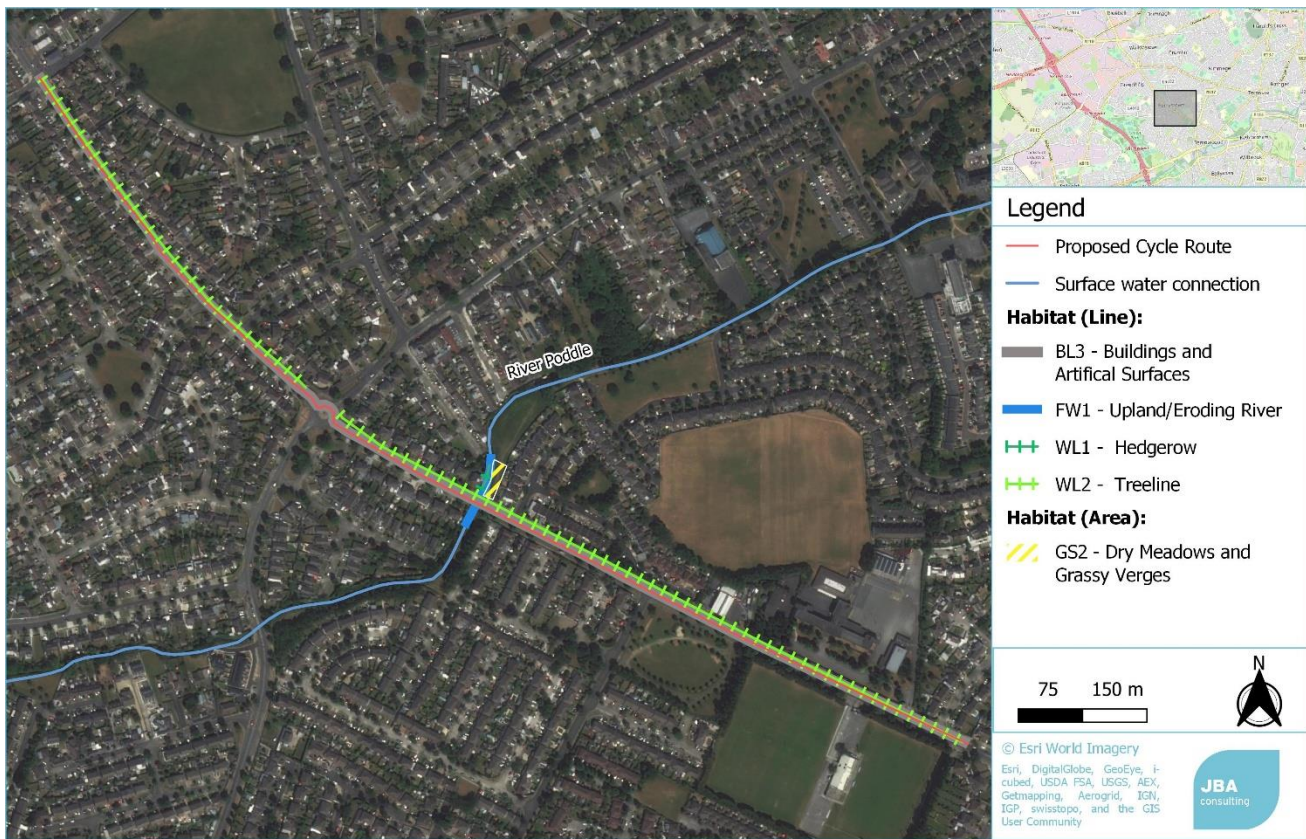 River Poddle
Legend
Proposed Cycle Route
Surface water connection
Habitat (Line):
BL3 - Buildings and
Artifical Surfaces
FW1 - Upland/Eroding River
WL1 - Hedgerow
WL2 - Treeline
Habitat (Area):
GS2 - Dry Meadows and
Grassy Verges
75 150 m
N
© Esri World Imagery
Esri, DigitalGlobe, GeoEye, i-
cubed, USDA FSA, USGS, AEX,
Getmapping, Aerogrid, IGN,
IGP, swisstopo, and the GIS
User Community
JBA
consulting